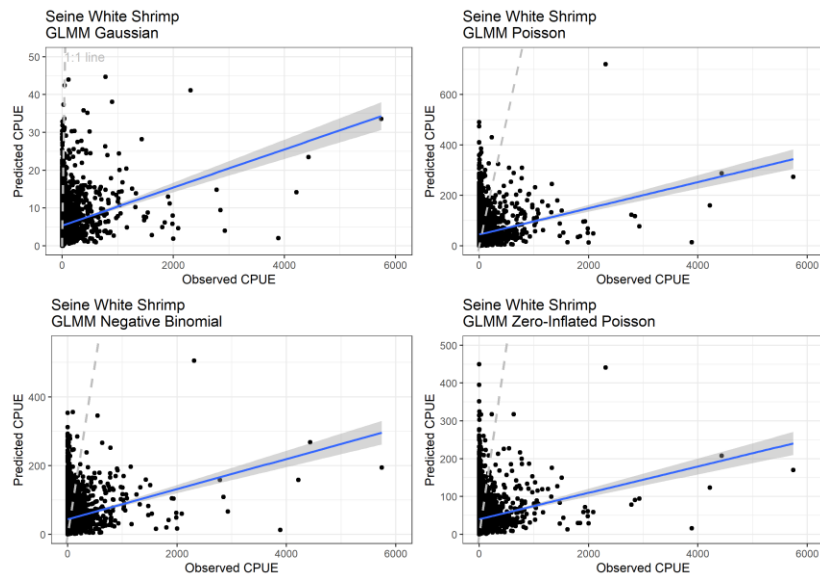 Seine White Shrimp
GLMM Gaussian
1:1 line
50
40
30
20
10
0
Predicted CPUE
0
2000
4000
6000
Observed CPUE
Seine White Shrimp
GLMM Poisson
600
400
200
0
Predicted CPUE
0
2000
4000
6000
Observed CPUE
Seine White Shrimp
GLMM Negative Binomial
400
200
0
Predicted CPUE
0
2000
4000
6000
Observed CPUE
Seine White Shrimp
GLMM Zero-Inflated Poisson
500
400
300
200
100
0
Predicted CPUE
0
2000
4000
6000
Observed CPUE